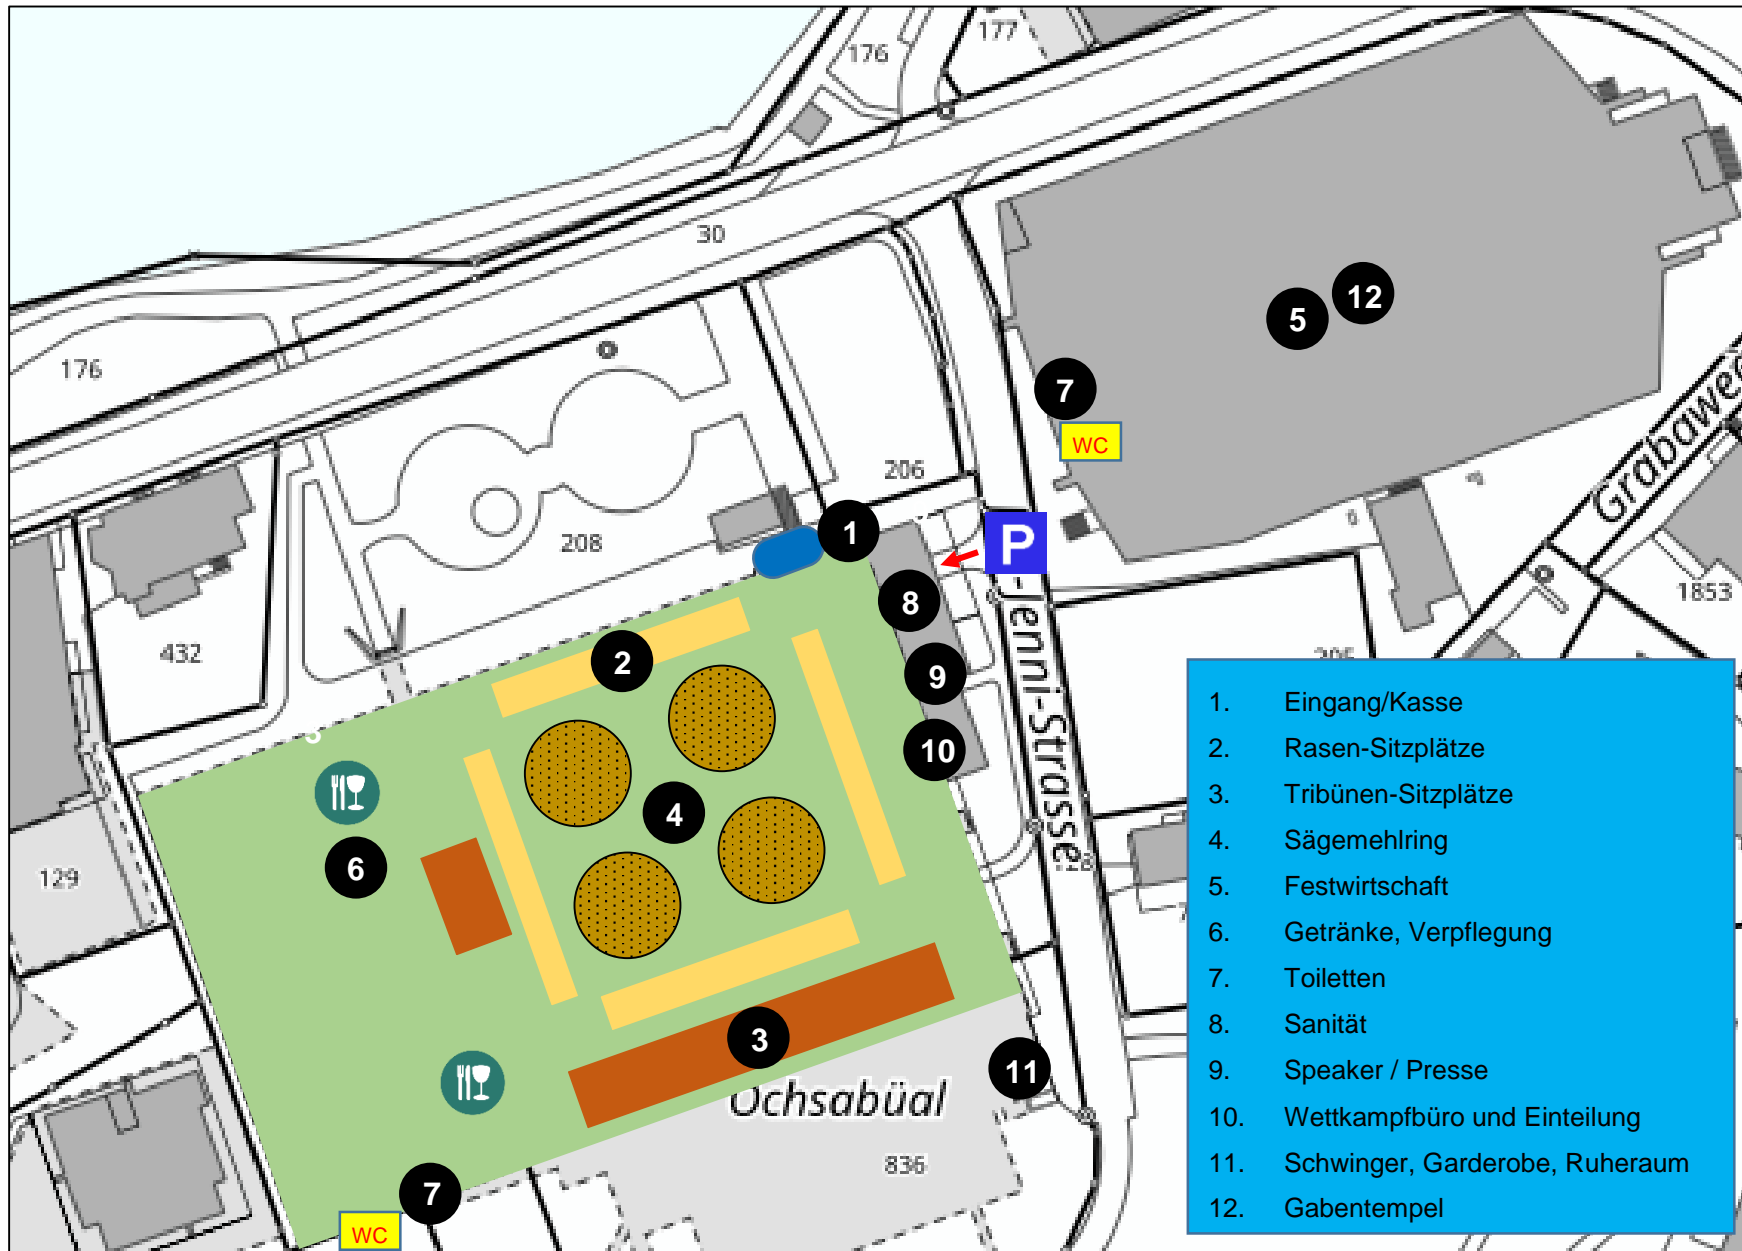 177
176
30
12
5
176
7
WC
Grabaweg
206
1
208
P
1853
8
-Jenni-Strasse
432
2
9
10
4
6
129
3
11
Ochsabüal
836
7
WC
1. Eingang/Kasse
2. Rasen-Sitzplätze
3. Tribünen-Sitzplätze
4. Sägemehlring
5. Festwirtschaft
6. Getränke, Verpflegung
7. Toiletten
8. Sanität
9. Speaker / Presse
10. Wettkampfbüro und Einteilung
11. Schwinger, Garderobe, Ruheraum
12. Gabentempel